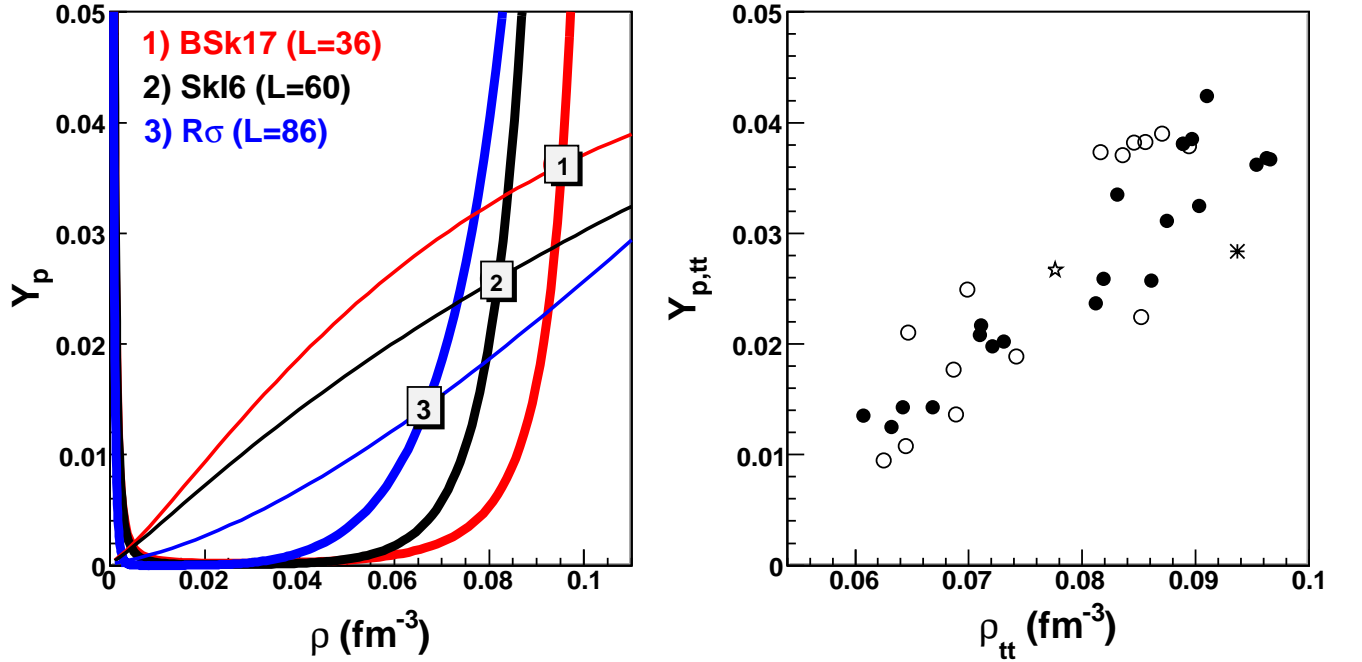 0.05
0.04
0.03
0.02
0.01
0
Y_p
1) BSk17 (L=36)
2) SkI6 (L=60)
3) Rσ (L=86)
1
2
3
0 0.02 0.04 0.06 0.08 0.1
ρ (fm⁻³)
0.05
0.04
0.03
0.02
0.01
0
Y_p,tt
0.06 0.07 0.08 0.09 0.1
ρ_tt (fm⁻³)